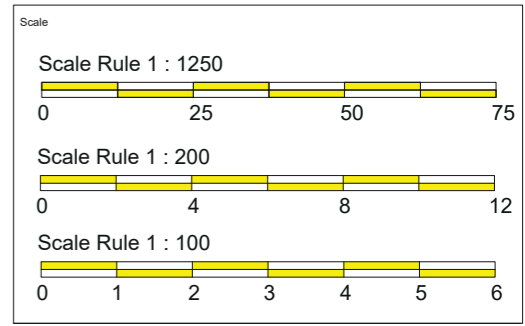 Scale
Scale Rule 1 : 1250
0 25 50 75
Scale Rule 1 : 200
0 4 8 12
Scale Rule 1 : 100
0 1 2 3 4 5 6